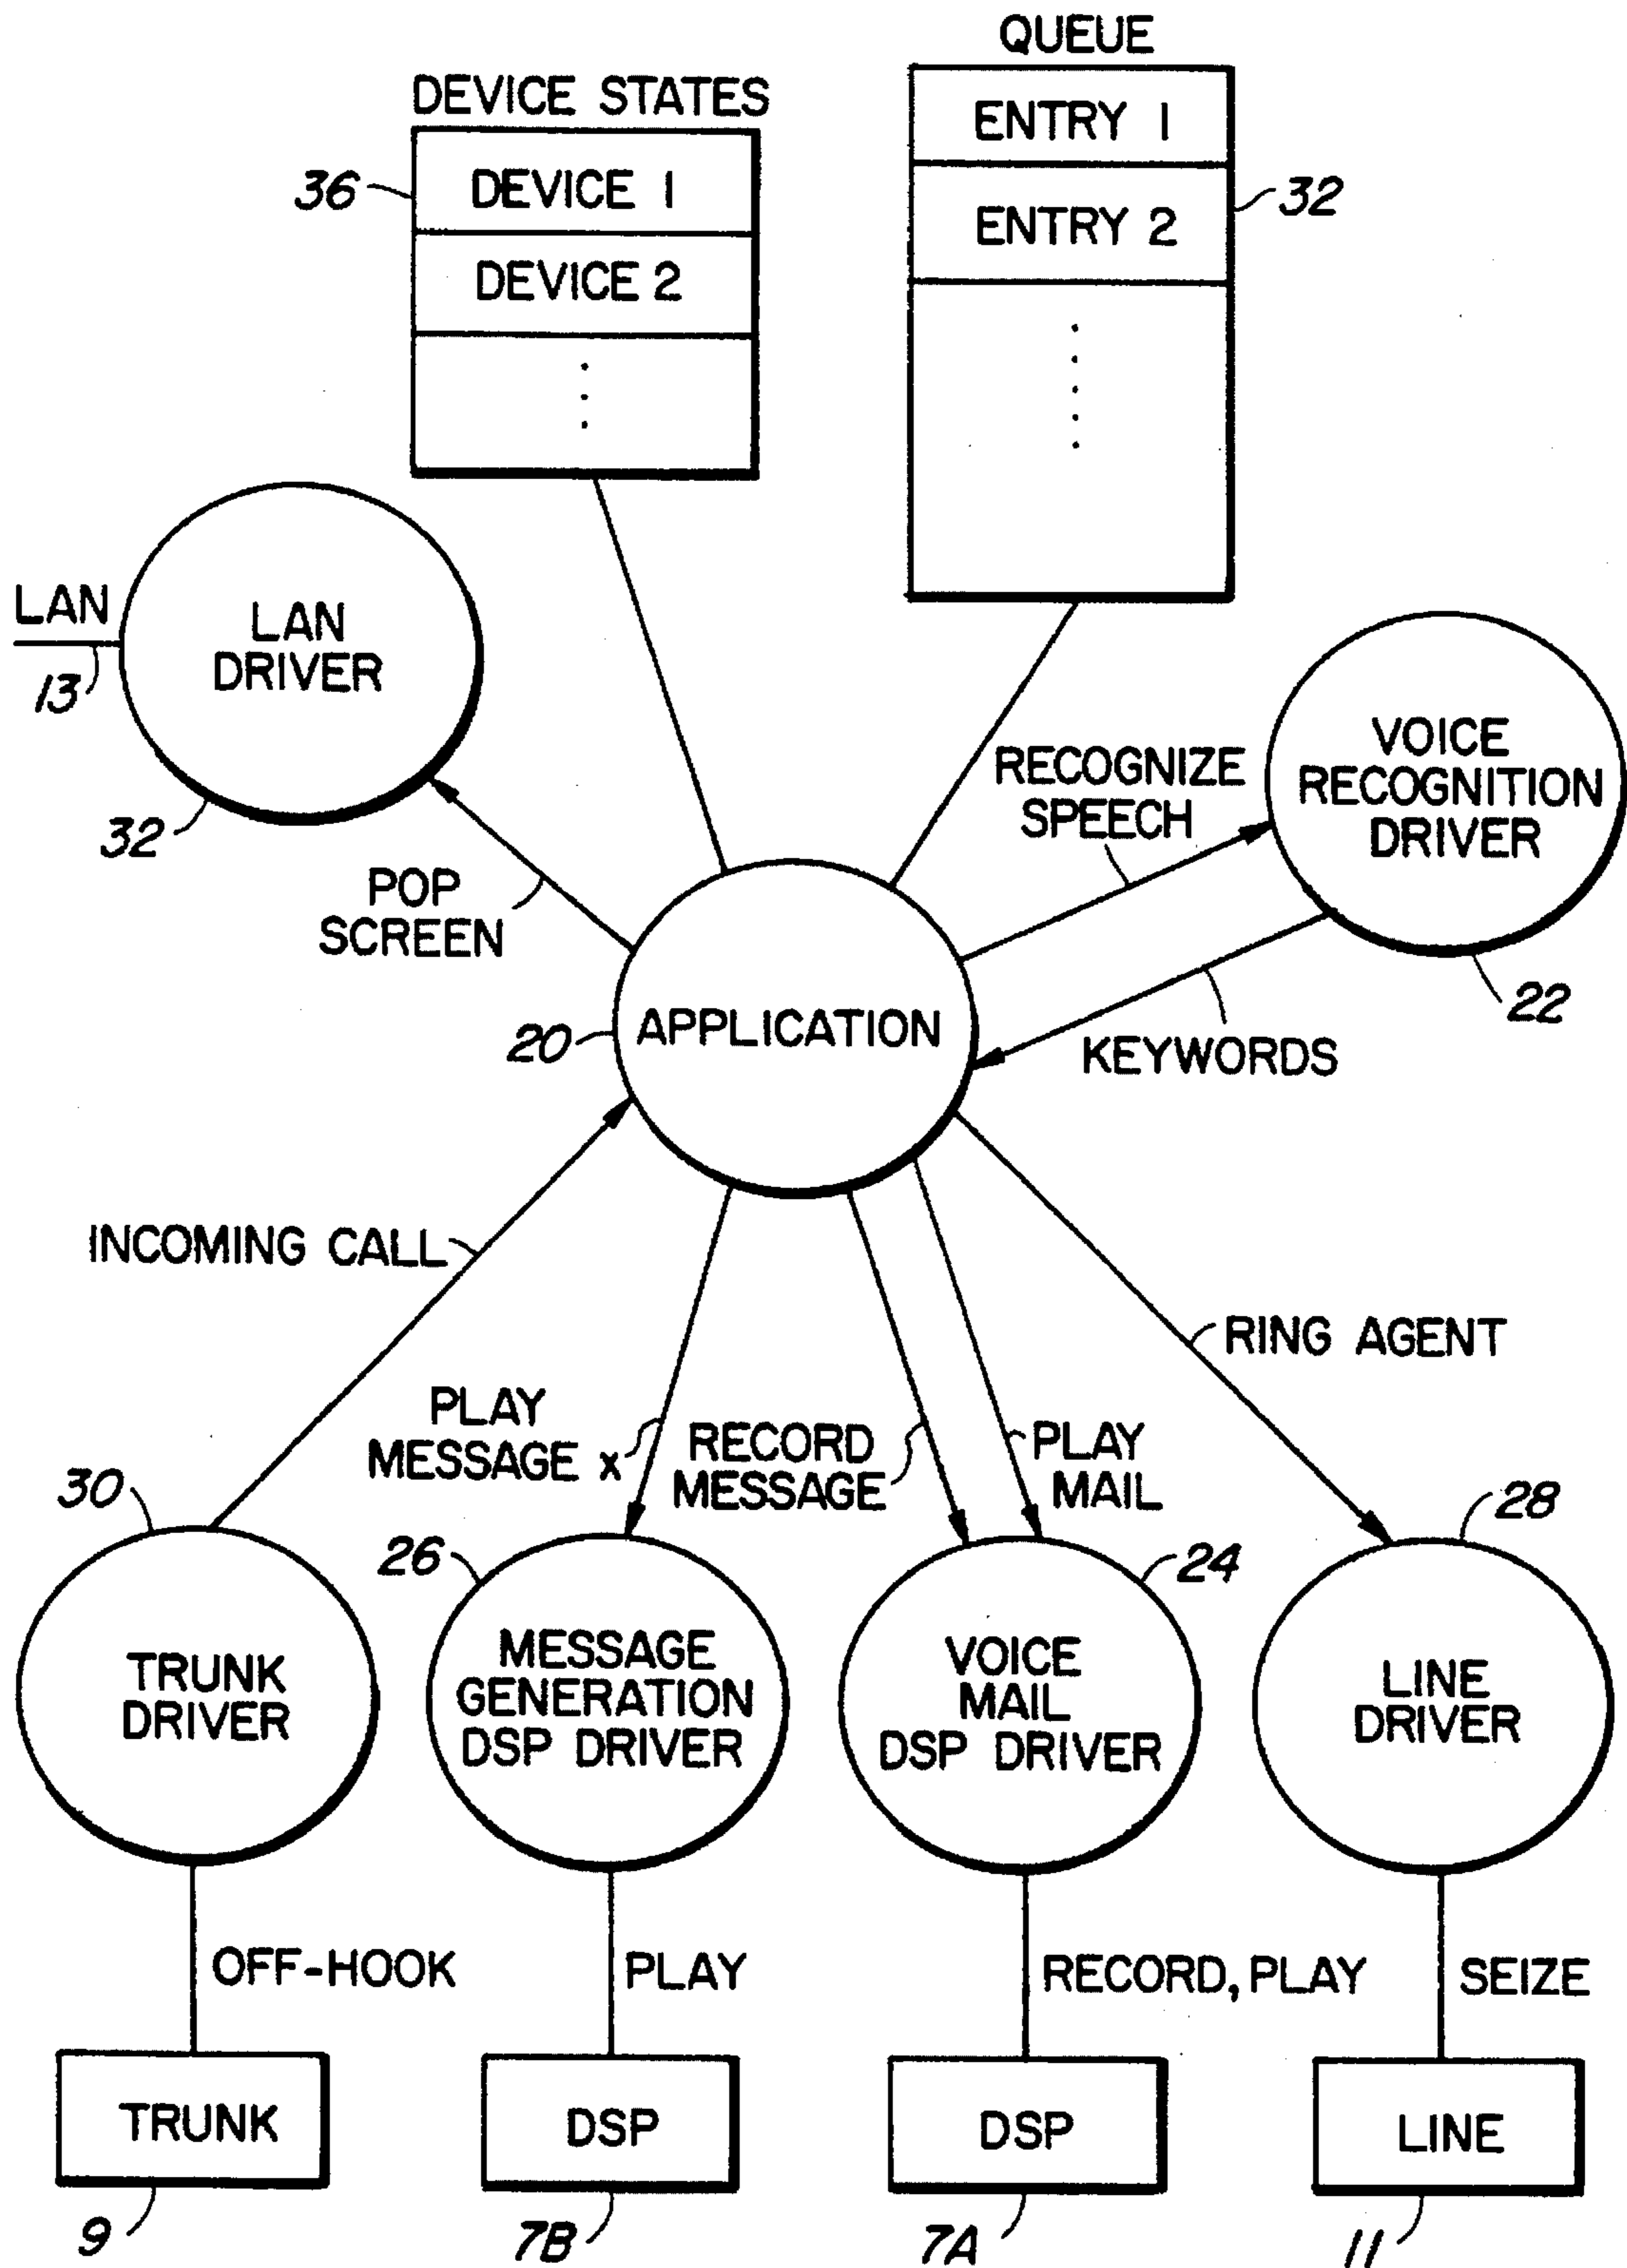 QUEUE
DEVICE STATES
ENTRY 1
36
DEVICE 1
32
ENTRY 2
DEVICE 2
LAN
13
LAN
DRIVER
32
VOICE
RECOGNITION
DRIVER
22
RECOGNIZE
SPEECH
POP
SCREEN
20
APPLICATION
KEYWORDS
INCOMING CALL
RING AGENT
PLAY
MESSAGE x
RECORD
MESSAGE
PLAY
MAIL
30
26
24
28
TRUNK
DRIVER
MESSAGE
GENERATION
DSP DRIVER
VOICE
MAIL
DSP DRIVER
LINE
DRIVER
OFF-HOOK
PLAY
RECORD, PLAY
SEIZE
TRUNK
DSP
DSP
LINE
9
7B
7A
11